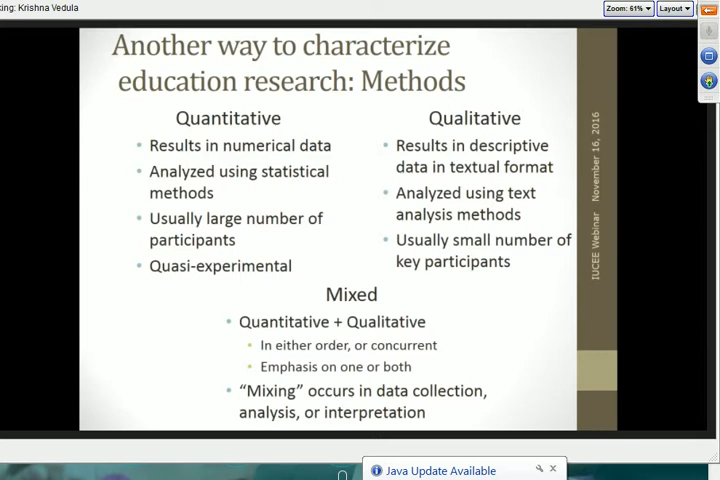 king: Krishna Vedula
Zoom: 61%
Layout
Another way to characterize
education research: Methods
Quantitative
• Results in numerical data
• Analyzed using statistical
methods
• Usually large number of
participants
• Quasi-experimental
Qualitative
• Results in descriptive
data in textual format
• Analyzed using text
analysis methods
• Usually small number of
key participants
Mixed
• Quantitative + Qualitative
• In either order, or concurrent
• Emphasis on one or both
• “Mixing” occurs in data collection,
analysis, or interpretation
IUCEE Webinar November 16, 2016
Java Update Available